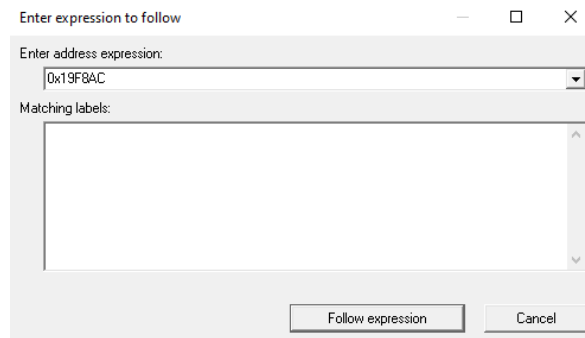 Enter expression to follow
Enter address expression:
0x19F8AC
Matching labels:
Follow expression
Cancel